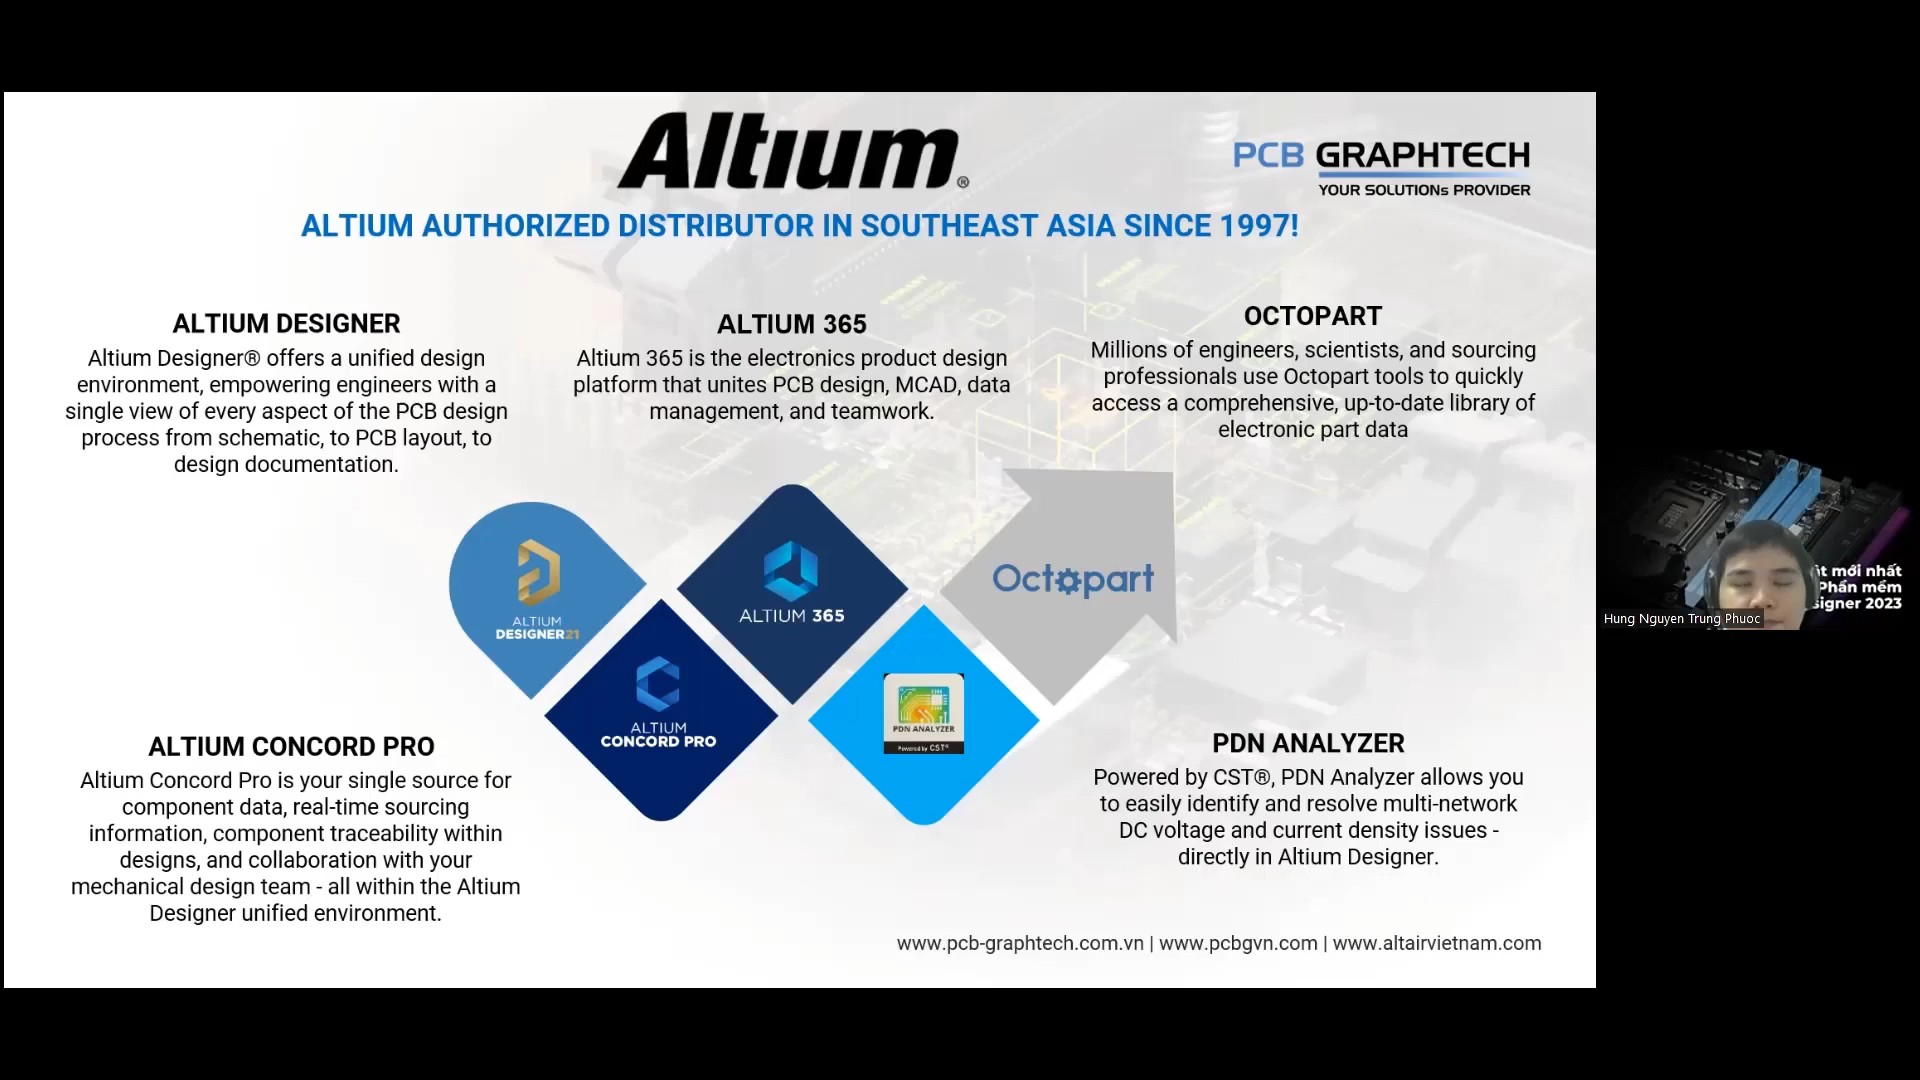 Altium®
PCB GRAPHTECH
YOUR SOLUTIONs PROVIDER
ALTIUM AUTHORIZED DISTRIBUTOR IN SOUTHEAST ASIA SINCE 1997!
ALTIUM DESIGNER
Altium Designer® offers a unified design
environment, empowering engineers with a
single view of every aspect of the PCB design
process from schematic, to PCB layout, to
design documentation.
ALTIUM 365
Altium 365 is the electronics product design
platform that unites PCB design, MCAD, data
management, and teamwork.
OCTOPART
Millions of engineers, scientists, and sourcing
professionals use Octopart tools to quickly
access a comprehensive, up-to-date library of
electronic part data
ALTIUM
DESIGNER21
ALTIUM 365
Octopart
ALTIUM
CONCORD PRO
PDN ANALYZER
Powered by CST®
ALTIUM CONCORD PRO
Altium Concord Pro is your single source for
component data, real-time sourcing
information, component traceability within
designs, and collaboration with your
mechanical design team - all within the Altium
Designer unified environment.
PDN ANALYZER
Powered by CST®, PDN Analyzer allows you
to easily identify and resolve multi-network
DC voltage and current density issues -
directly in Altium Designer.
www.pcb-graphtech.com.vn | www.pcbgvn.com | www.altairvietnam.com
mới nhất
Phần mềm
2023
Hung Nguyen Trung Phuoc